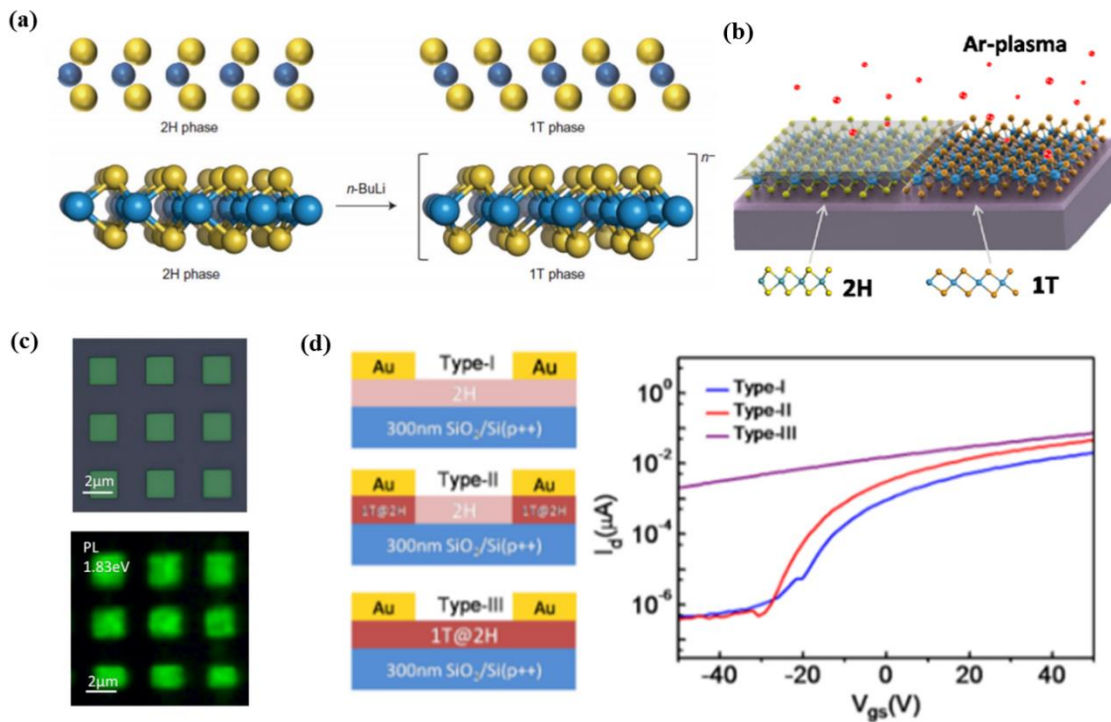 (a)
2H phase
1T phase
n-BuLi
n−
2H phase
1T phase
(b)
Ar-plasma
2H
1T
(c)
2μm
PL
1.83eV
2μm
(d)
Au
Type-I
Au
2H
300nm SiO2/Si(p++)
Au
Type-II
Au
1T@2H
2H
1T@2H
300nm SiO2/Si(p++)
Au
Type-III
Au
1T@2H
300nm SiO2/Si(p++)
Type-I
Type-II
Type-III
10^0
10^-2
10^-4
10^-6
Id(μA)
-40
-20
0
20
40
Vgs(V)